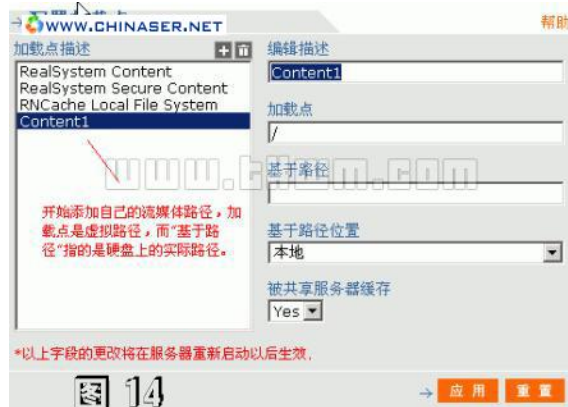 WWW.CHINASER.NET
帮助
加载点描述
RealSystem Content
RealSystem Secure Content
RNCache Local File System
Content1
开始添加自己的流媒体路径，加
载点是虚拟路径，而“基于路
径”指的是硬盘上的实际路径。
编辑描述
Content1
加载点
/
基于路径
基于路径位置
本地
被共享服务器缓存
Yes
*以上字段的更改将在服务器重新启动以后生效。
图 14
应用
重置